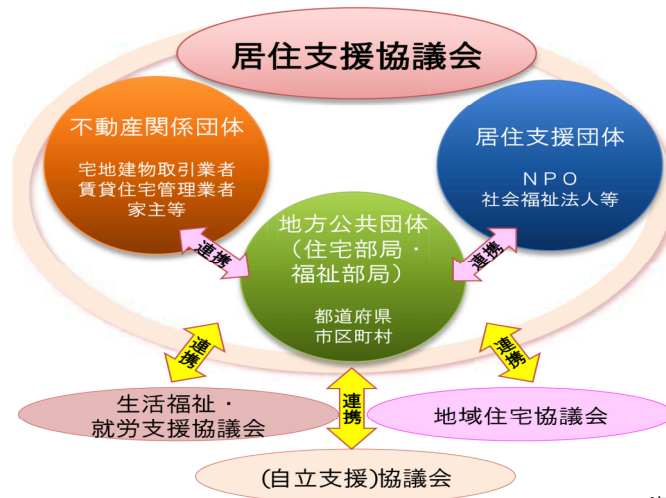 居住支援協議会
不動産関係団体
宅地建物取引業者
賃貸住宅管理業者
家主等
居住支援団体
ＮＰＯ
社会福祉法人等
地方公共団体
（住宅部局・
福祉部局）
都道府県
市区町村
連携
連携
連携
連携
連携
生活福祉・
就労支援協議会
地域住宅協議会
(自立支援)協議会